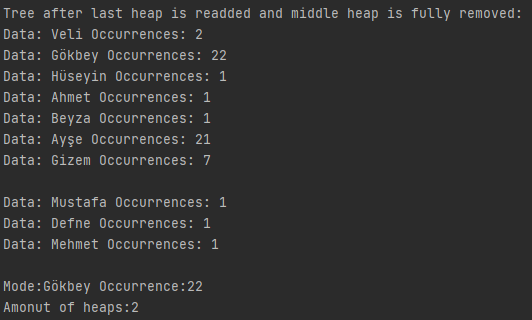 Tree after last heap is readded and middle heap is fully removed:
Data: Veli Occurrences: 2
Data: Gökbey Occurrences: 22
Data: Hüseyin Occurrences: 1
Data: Ahmet Occurrences: 1
Data: Beyza Occurrences: 1
Data: Ayşe Occurrences: 21
Data: Gizem Occurrences: 7
Data: Mustafa Occurrences: 1
Data: Defne Occurrences: 1
Data: Mehmet Occurrences: 1
Mode:Gökbey Occurrence:22
Amonut of heaps:2